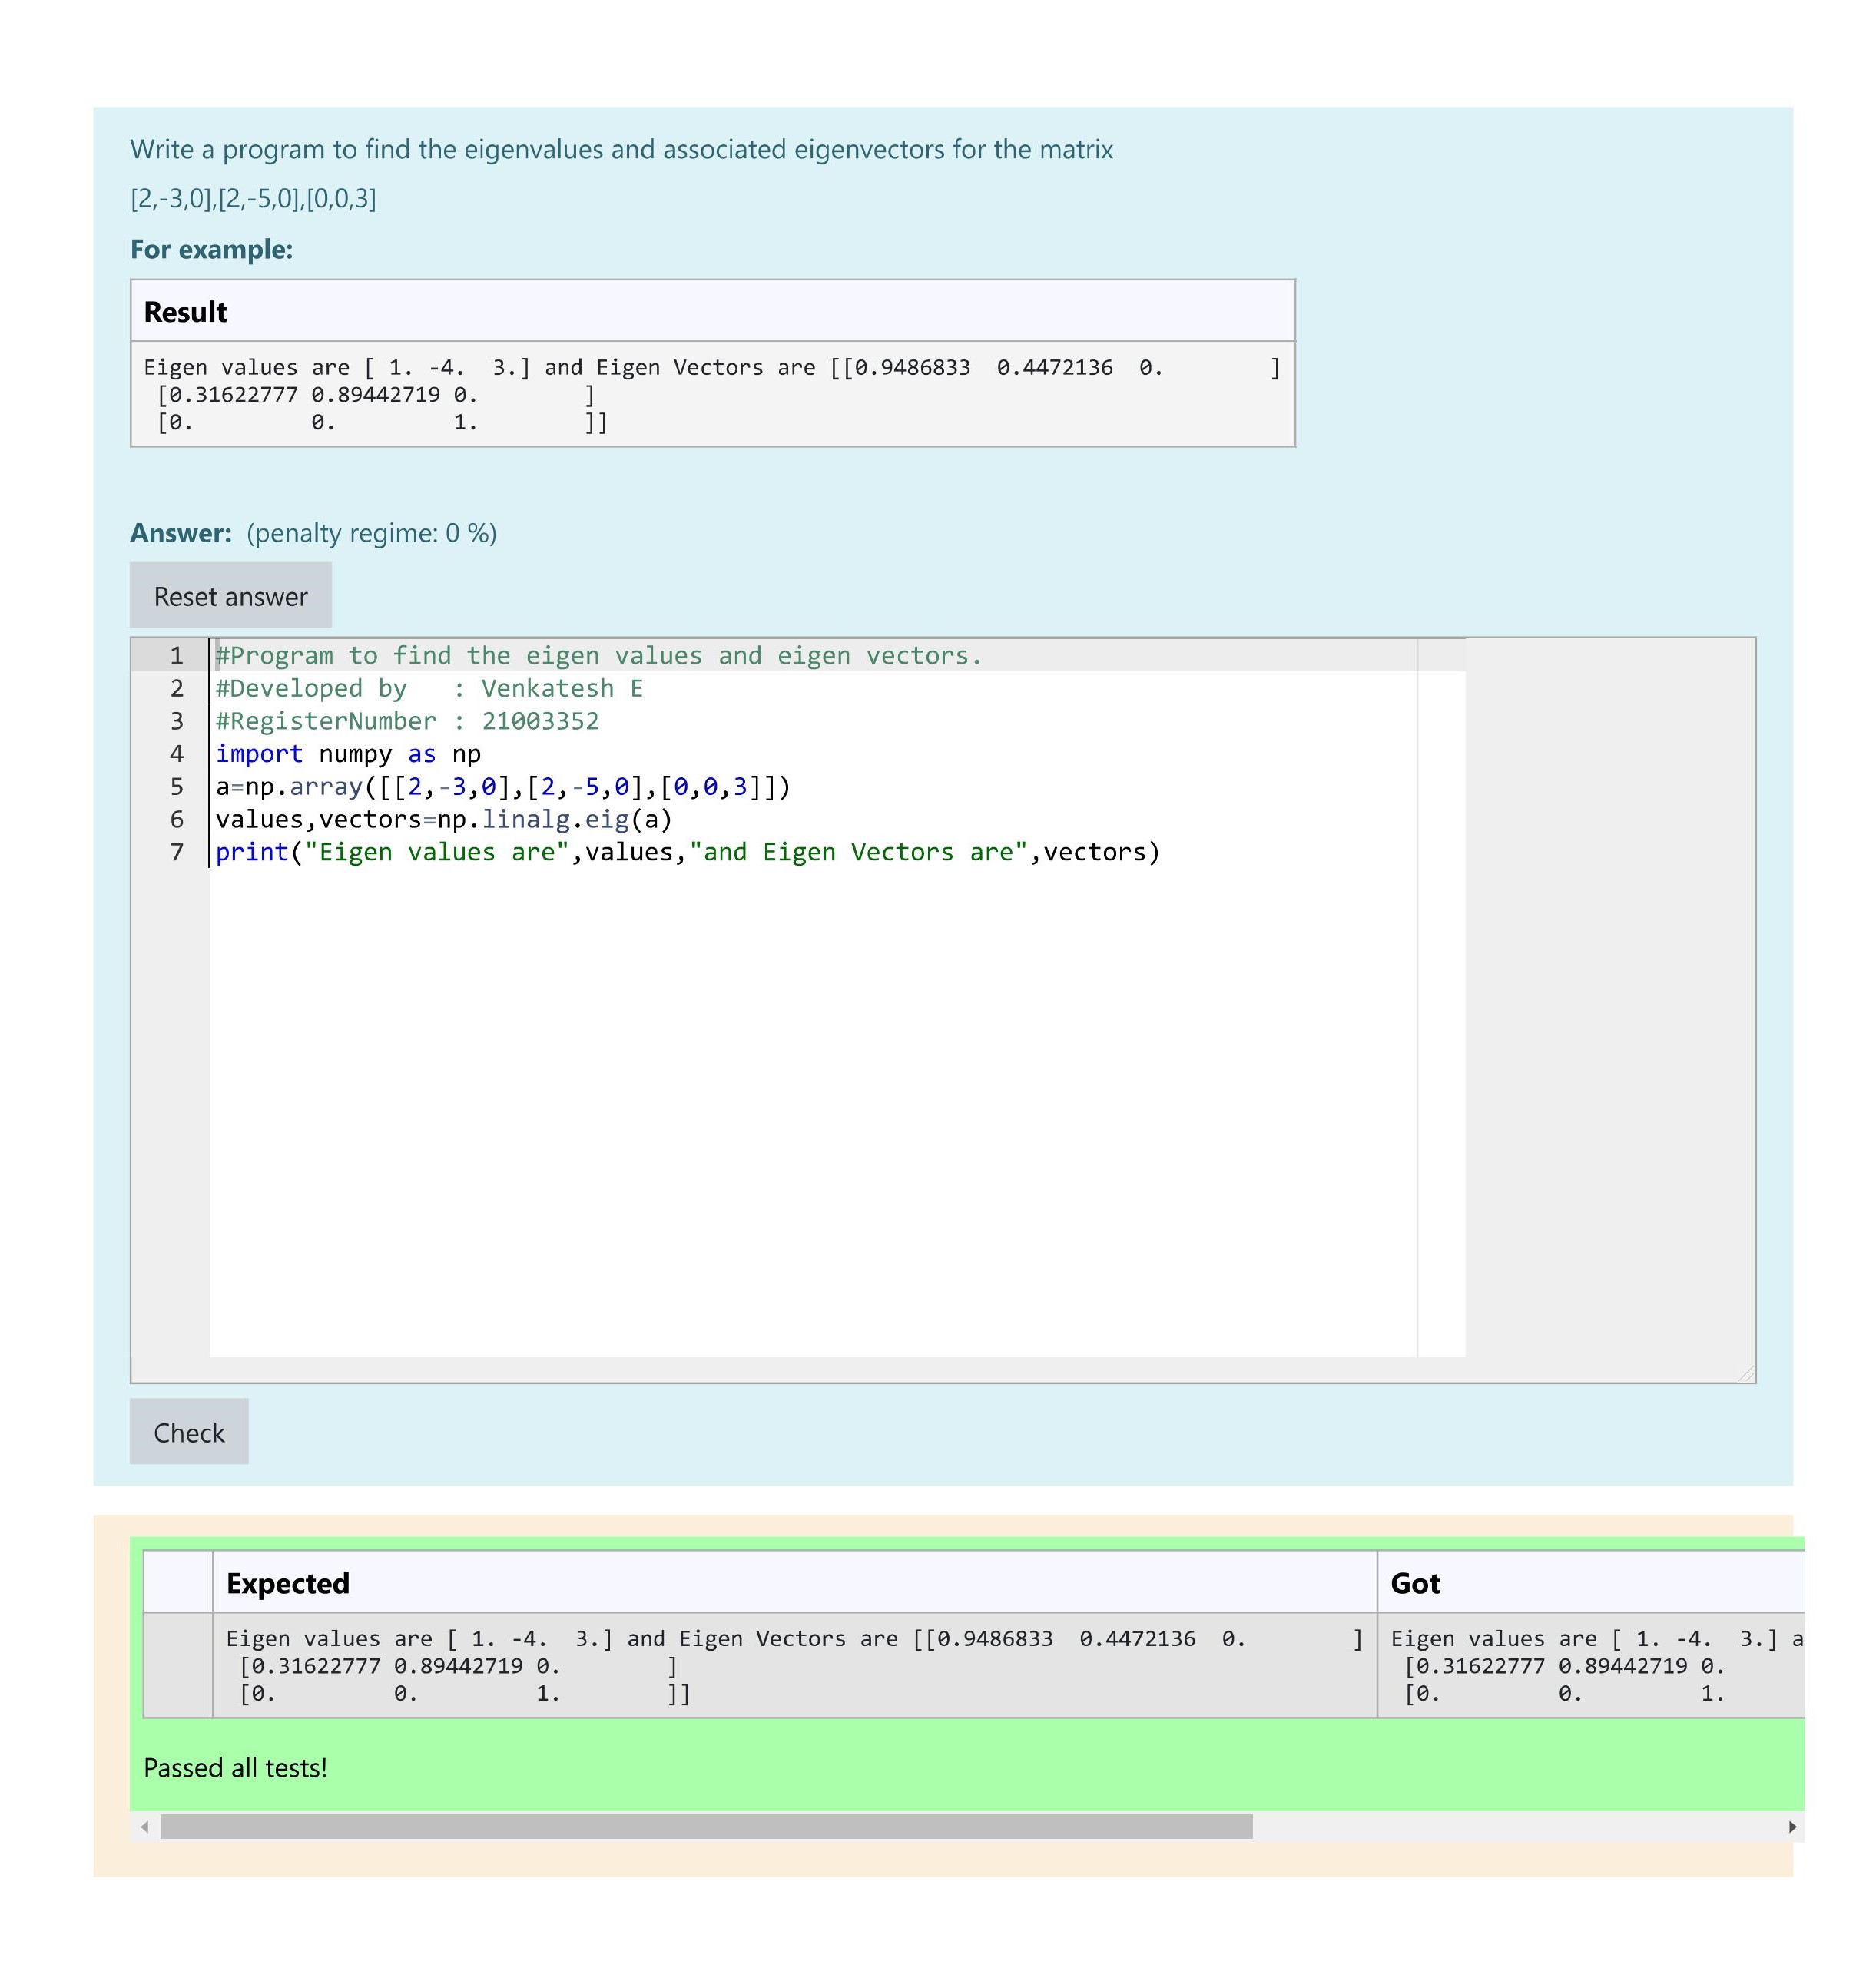 Write a program to find the eigenvalues and associated eigenvectors for the matrix
[2,-3,0],[2,-5,0],[0,0,3]
For example:
Result
Eigen values are [ 1. -4.  3.] and Eigen Vectors are [[0.9486833  0.4472136  0.        ]
 [0.31622777 0.89442719 0.        ]
 [0.         0.         1.        ]]
Answer: (penalty regime: 0 %)
Reset answer
1 #Program to find the eigen values and eigen vectors.
2 #Developed by   : Venkatesh E
3 #RegisterNumber : 21003352
4 import numpy as np
5 a=np.array([[2,-3,0],[2,-5,0],[0,0,3]])
6 values,vectors=np.linalg.eig(a)
7 print("Eigen values are",values,"and Eigen Vectors are",vectors)
Check
Expected Got
Eigen values are [ 1. -4.  3.] and Eigen Vectors are [[0.9486833  0.4472136  0.        ] Eigen values are [ 1. -4.  3.] a
 [0.31622777 0.89442719 0.        ] [0.31622777 0.89442719 0.
 [0.         0.         1.        ]] [0.         0.         1.
Passed all tests!